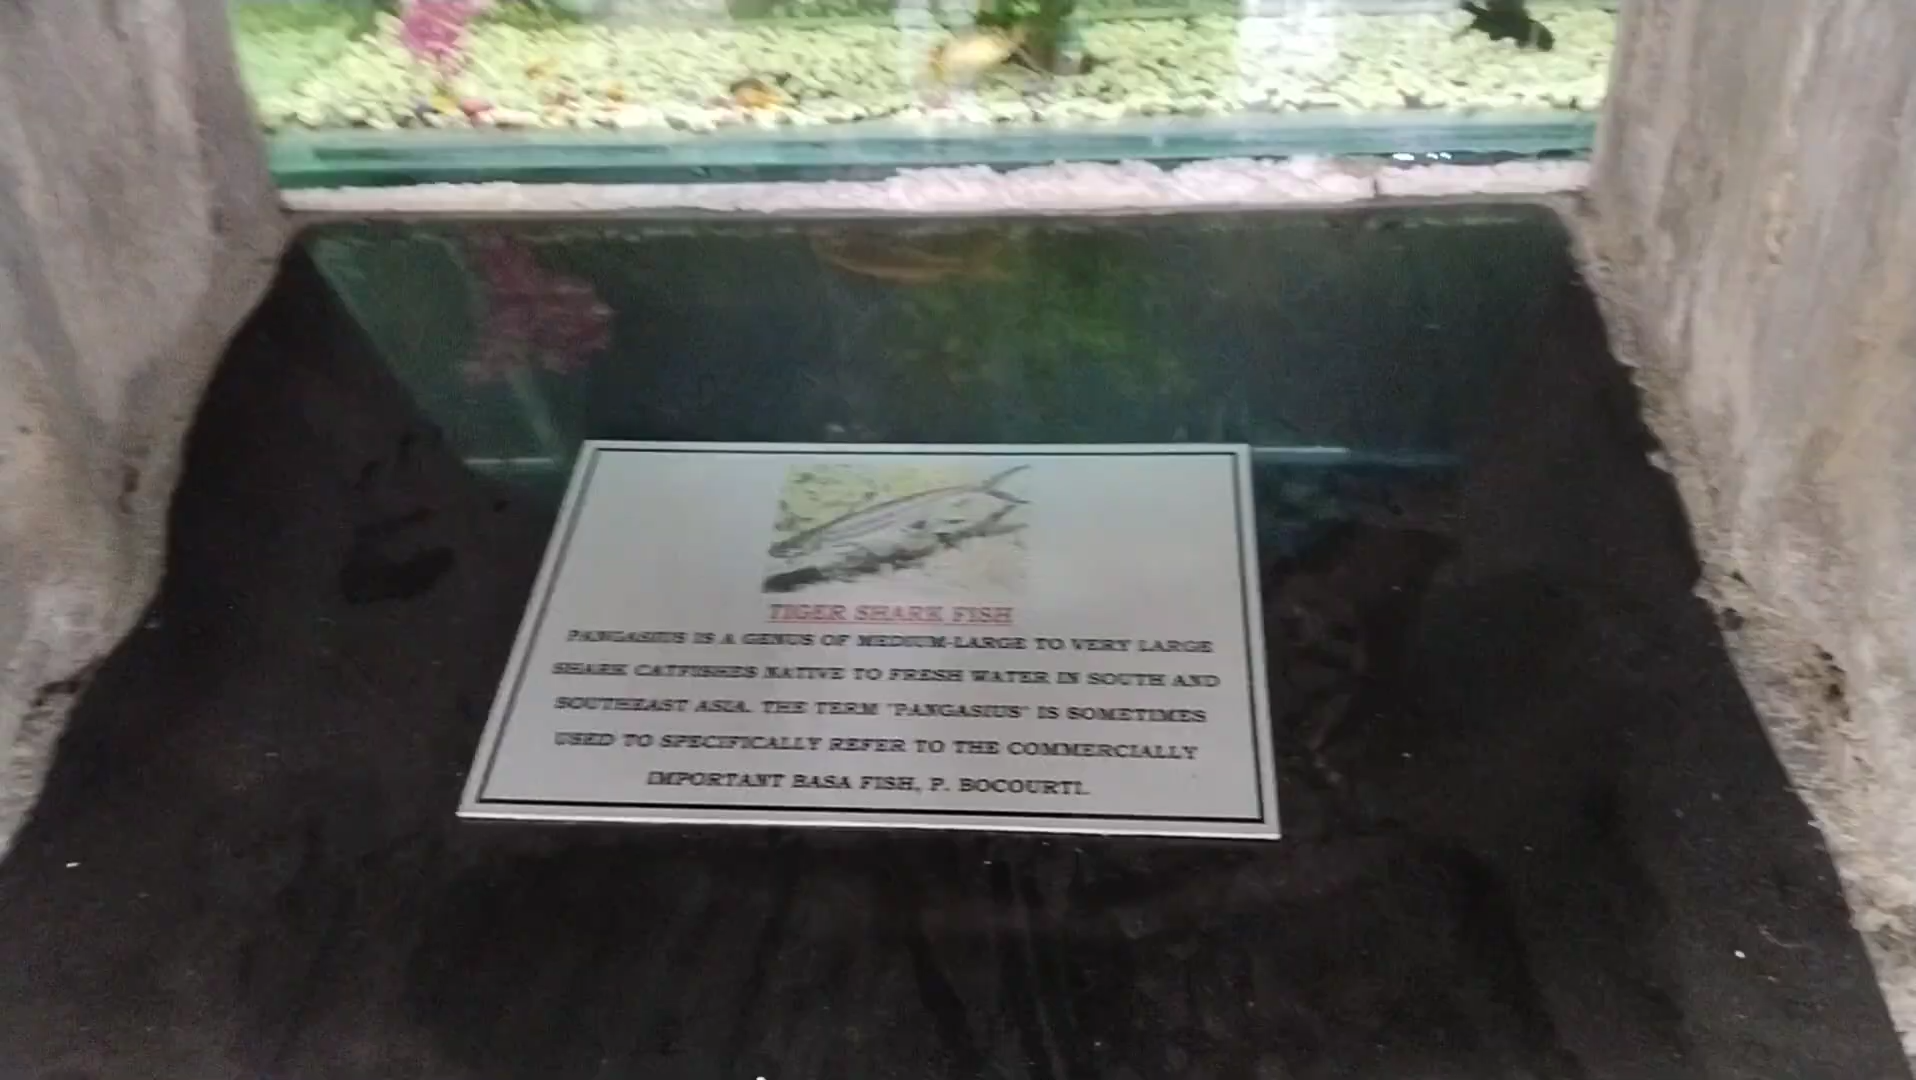 TIGER SHARK FISH
PANGASIUS IS A GENUS OF MEDIUM-LARGE TO VERY LARGE
SHARK CATFISHES NATIVE TO FRESH WATER IN SOUTH AND
SOUTHEAST ASIA. THE TERM "PANGASIUS" IS SOMETIMES
USED TO SPECIFICALLY REFER TO THE COMMERCIALLY
IMPORTANT BASA FISH, P. BOCOURTI.